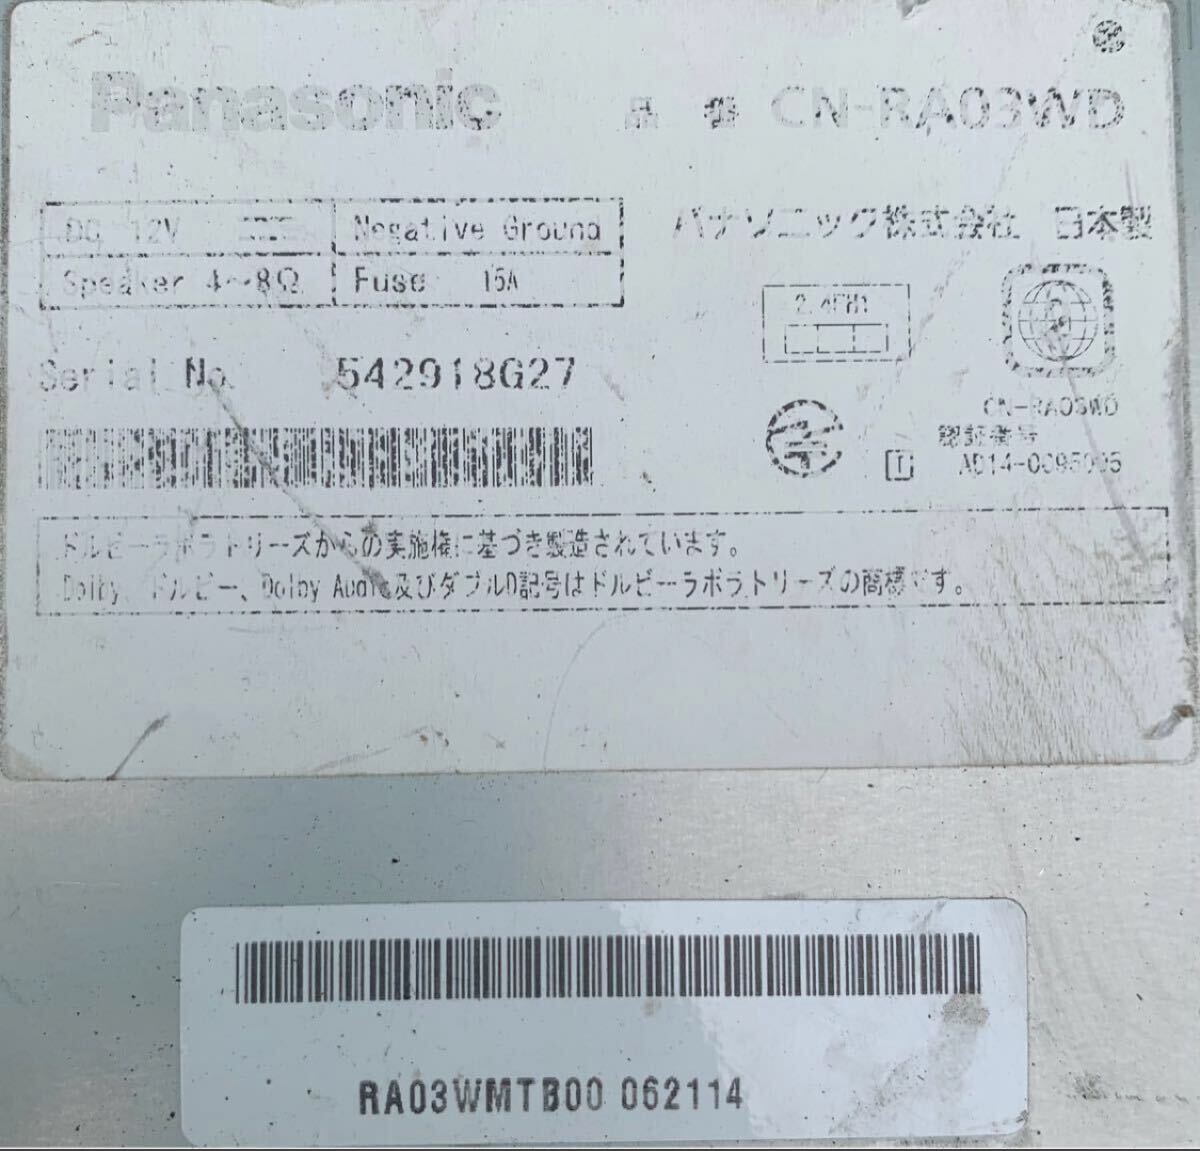 Panasonic 品番 CN-RA03WD
DC 12V Negative Ground
Speaker 4〜8Ω Fuse 15A
パナソニック株式会社 日本製
2.4FH1
Serial No. 542918G27
CN-RA03WD
認証番号
T AD14-0095005
ドルビーラボラトリーズからの実施権に基づき製造されています。
Dolby、ドルビー、Dolby Audio及びダブルD記号はドルビーラボラトリーズの商標です。
RA03WMTB00 062114